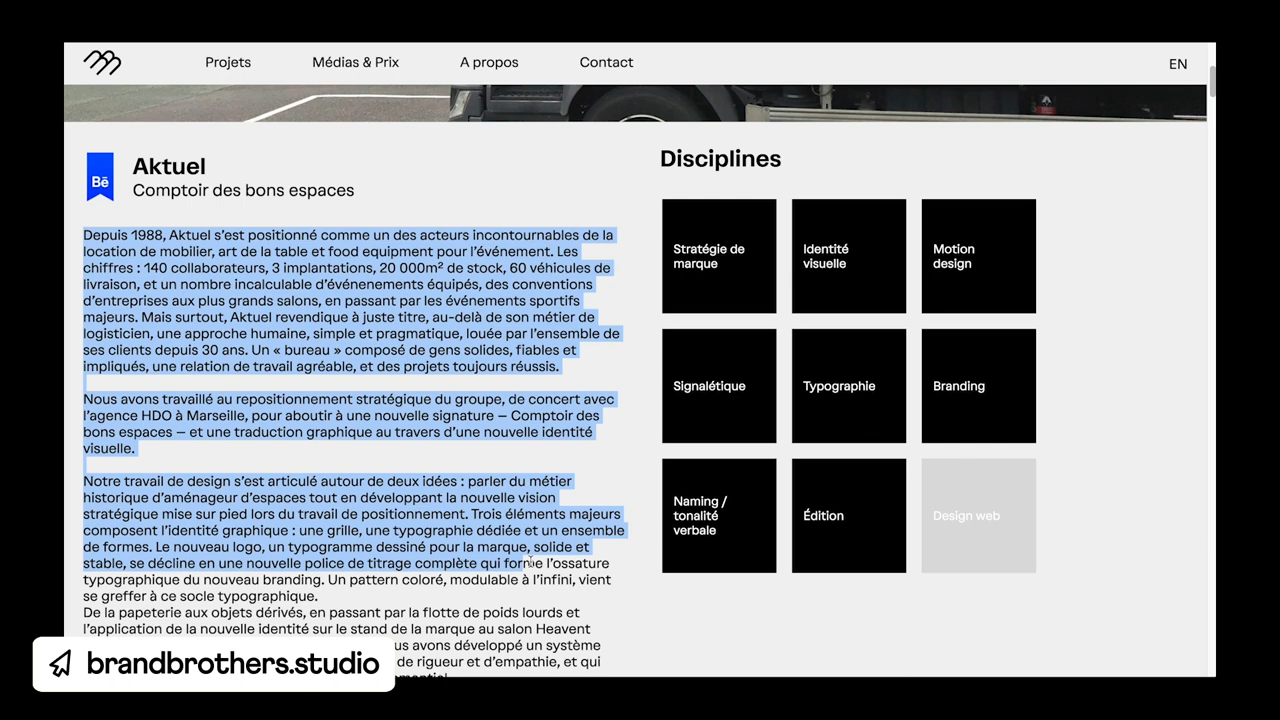 Projets
Médias & Prix
A propos
Contact
EN
Bē
Aktuel
Comptoir des bons espaces
Depuis 1988, Aktuel s’est positionné comme un des acteurs incontournables de la
location de mobilier, art de la table et food equipment pour l’événement. Les
chiffres : 140 collaborateurs, 3 implantations, 20 000m² de stock, 60 véhicules de
livraison, et un nombre incalculable d’événenements équipés, des conventions
d’entreprises aux plus grands salons, en passant par les événements sportifs
majeurs. Mais surtout, Aktuel revendique à juste titre, au-delà de son métier de
logisticien, une approche humaine, simple et pragmatique, louée par l’ensemble de
ses clients depuis 30 ans. Un « bureau » composé de gens solides, fiables et
impliqués, une relation de travail agréable, et des projets toujours réussis.
Nous avons travaillé au repositionnement stratégique du groupe, de concert avec
l’agence HDO à Marseille, pour aboutir à une nouvelle signature – Comptoir des
bons espaces – et une traduction graphique au travers d’une nouvelle identité
visuelle.
Notre travail de design s’est articulé autour de deux idées : parler du métier
historique d’aménageur d’espaces tout en développant la nouvelle vision
stratégique mise sur pied lors du travail de positionnement. Trois éléments majeurs
composent l’identité graphique : une grille, une typographie dédiée et un ensemble
de formes. Le nouveau logo, un typogramme dessiné pour la marque, solide et
stable, se décline en une nouvelle police de titrage complète qui forme l’ossature
typographique du nouveau branding. Un pattern coloré, modulable à l’infini, vient
se greffer à ce socle typographique.
De la papeterie aux objets dérivés, en passant par la flotte de poids lourds et
l’application de la nouvelle identité sur le stand de la marque au salon Heavent
us avons développé un système
de rigueur et d’empathie, et qui
Disciplines
Stratégie de
marque
Identité
visuelle
Motion
design
Signalétique
Typographie
Branding
Naming /
tonalité
verbale
Édition
Design web
brandbrothers.studio